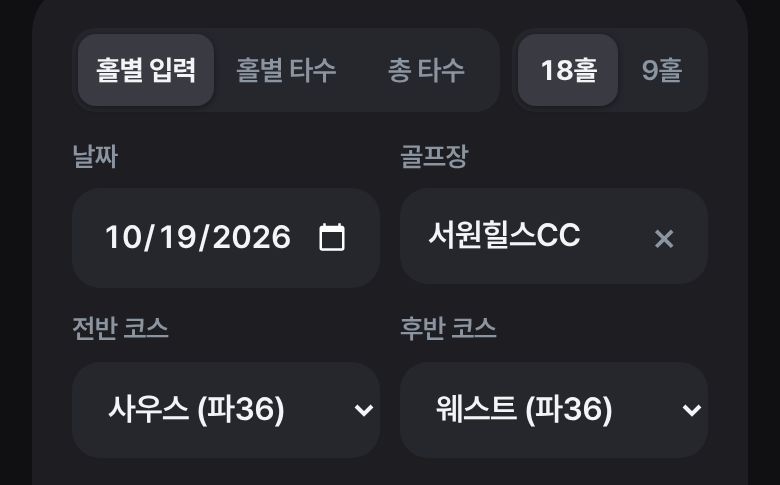 홀별 입력 홀별 타수 총 타수 18홀 9홀
날짜 골프장
10/19/2026 서원힐스CC ×
전반 코스 후반 코스
사우스 (파36) 웨스트 (파36)